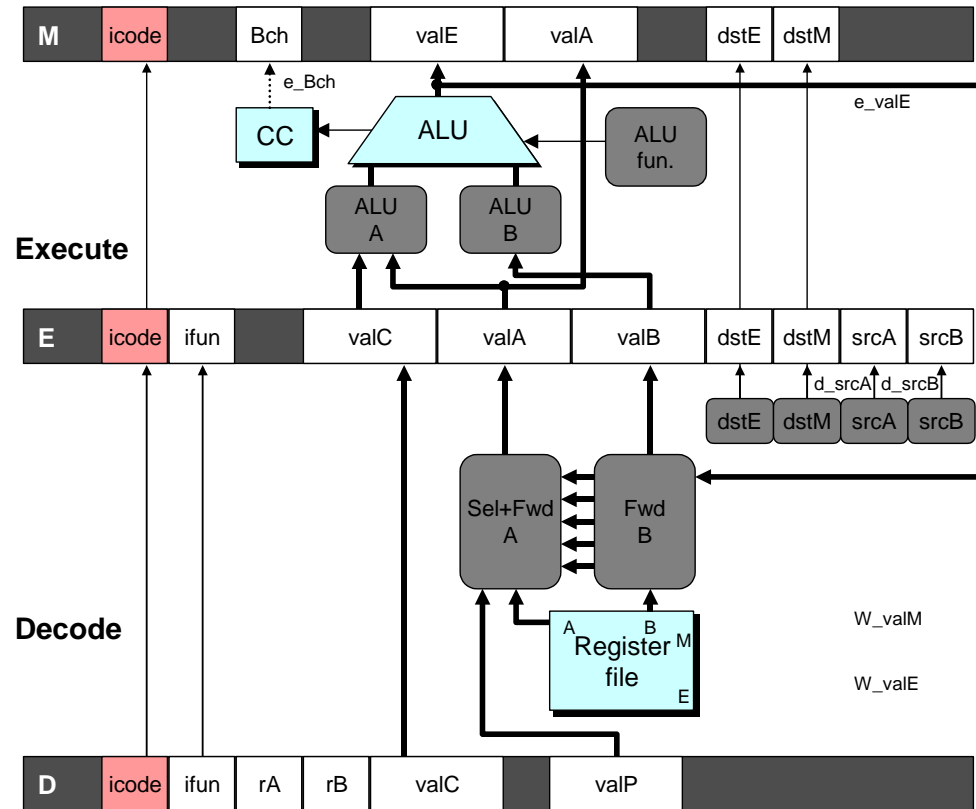 M icode Bch valE valA dstE dstM
e_Bch
e_valE
CC
ALU
ALU
fun.
ALU
A
ALU
B
Execute
E icode ifun valC valA valB dstE dstM srcA srcB
d_srcA d_srcB
dstE dstM srcA srcB
Sel+Fwd
A
Fwd
B
Decode
A B
Register
file
M
E
W_valM
W_valE
D icode ifun rA rB valC valP